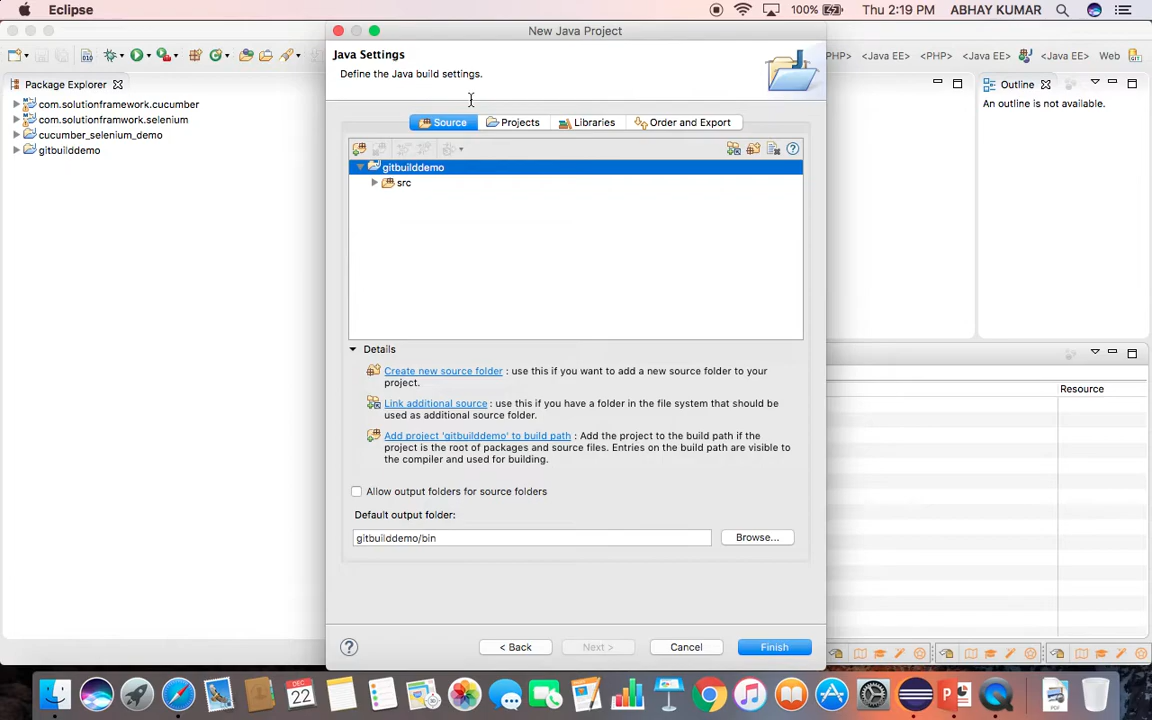 Eclipse
100%
Thu 2:19 PM
ABHAY KUMAR
New Java Project
Java Settings
Define the Java build settings.
<PHP>
<Java EE>
<PHP>
<Java EE>
<Java EE>
Web
Package Explorer
com.solutionframework.cucumber
com.solutionframwork.selenium
cucumber_selenium_demo
gitbuilddemo
Outline
An outline is not available.
Source
Projects
Libraries
Order and Export
gitbuilddemo
src
Details
Create new source folder : use this if you want to add a new source folder to your
project.
Link additional source : use this if you have a folder in the file system that should be
used as additional source folder.
Add project 'gitbuilddemo' to build path : Add the project to the build path if the
project is the root of packages and source files. Entries on the build path are visible to
the compiler and used for building.
Allow output folders for source folders
Default output folder:
gitbuilddemo/bin
Browse...
Resource
< Back
Next >
Cancel
Finish
DEC
22